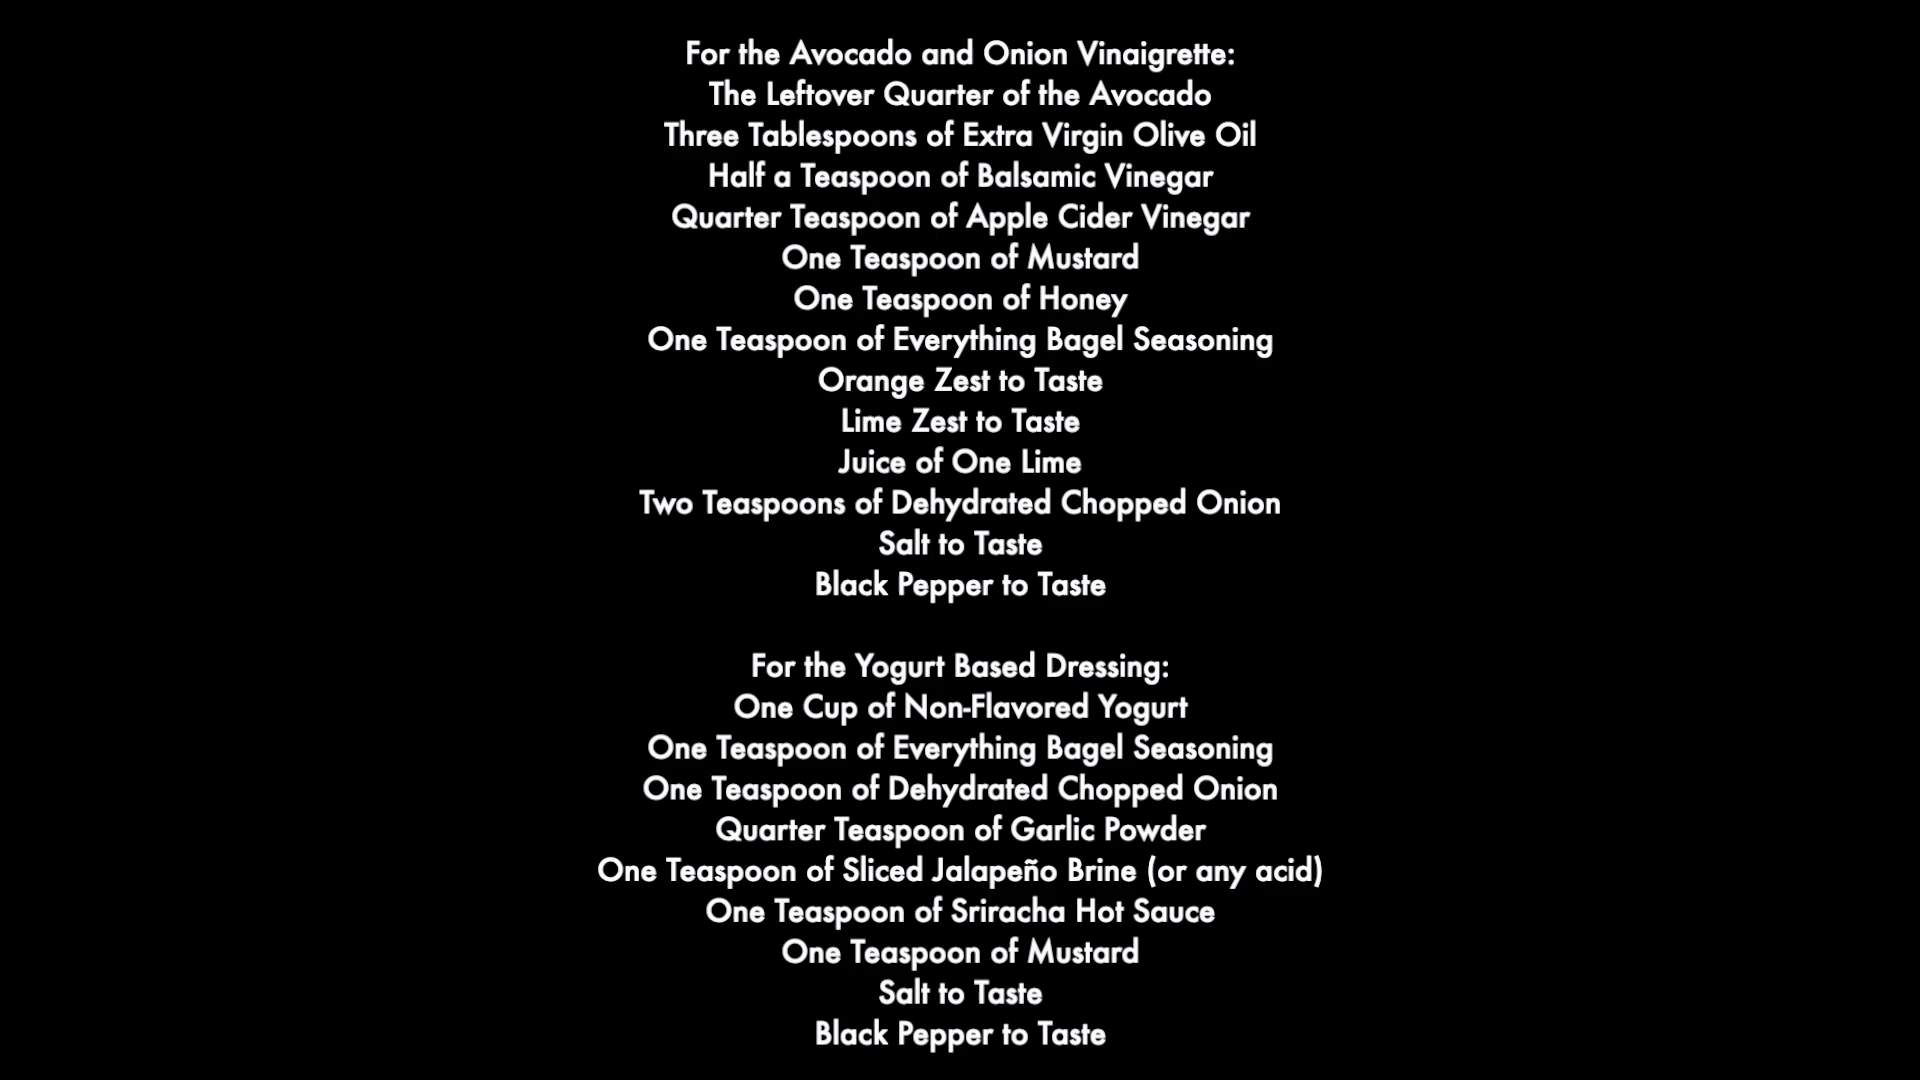 For the Avocado and Onion Vinaigrette:
The Leftover Quarter of the Avocado
Three Tablespoons of Extra Virgin Olive Oil
Half a Teaspoon of Balsamic Vinegar
Quarter Teaspoon of Apple Cider Vinegar
One Teaspoon of Mustard
One Teaspoon of Honey
One Teaspoon of Everything Bagel Seasoning
Orange Zest to Taste
Lime Zest to Taste
Juice of One Lime
Two Teaspoons of Dehydrated Chopped Onion
Salt to Taste
Black Pepper to Taste
For the Yogurt Based Dressing:
One Cup of Non-Flavored Yogurt
One Teaspoon of Everything Bagel Seasoning
One Teaspoon of Dehydrated Chopped Onion
Quarter Teaspoon of Garlic Powder
One Teaspoon of Sliced Jalapeño Brine (or any acid)
One Teaspoon of Sriracha Hot Sauce
One Teaspoon of Mustard
Salt to Taste
Black Pepper to Taste